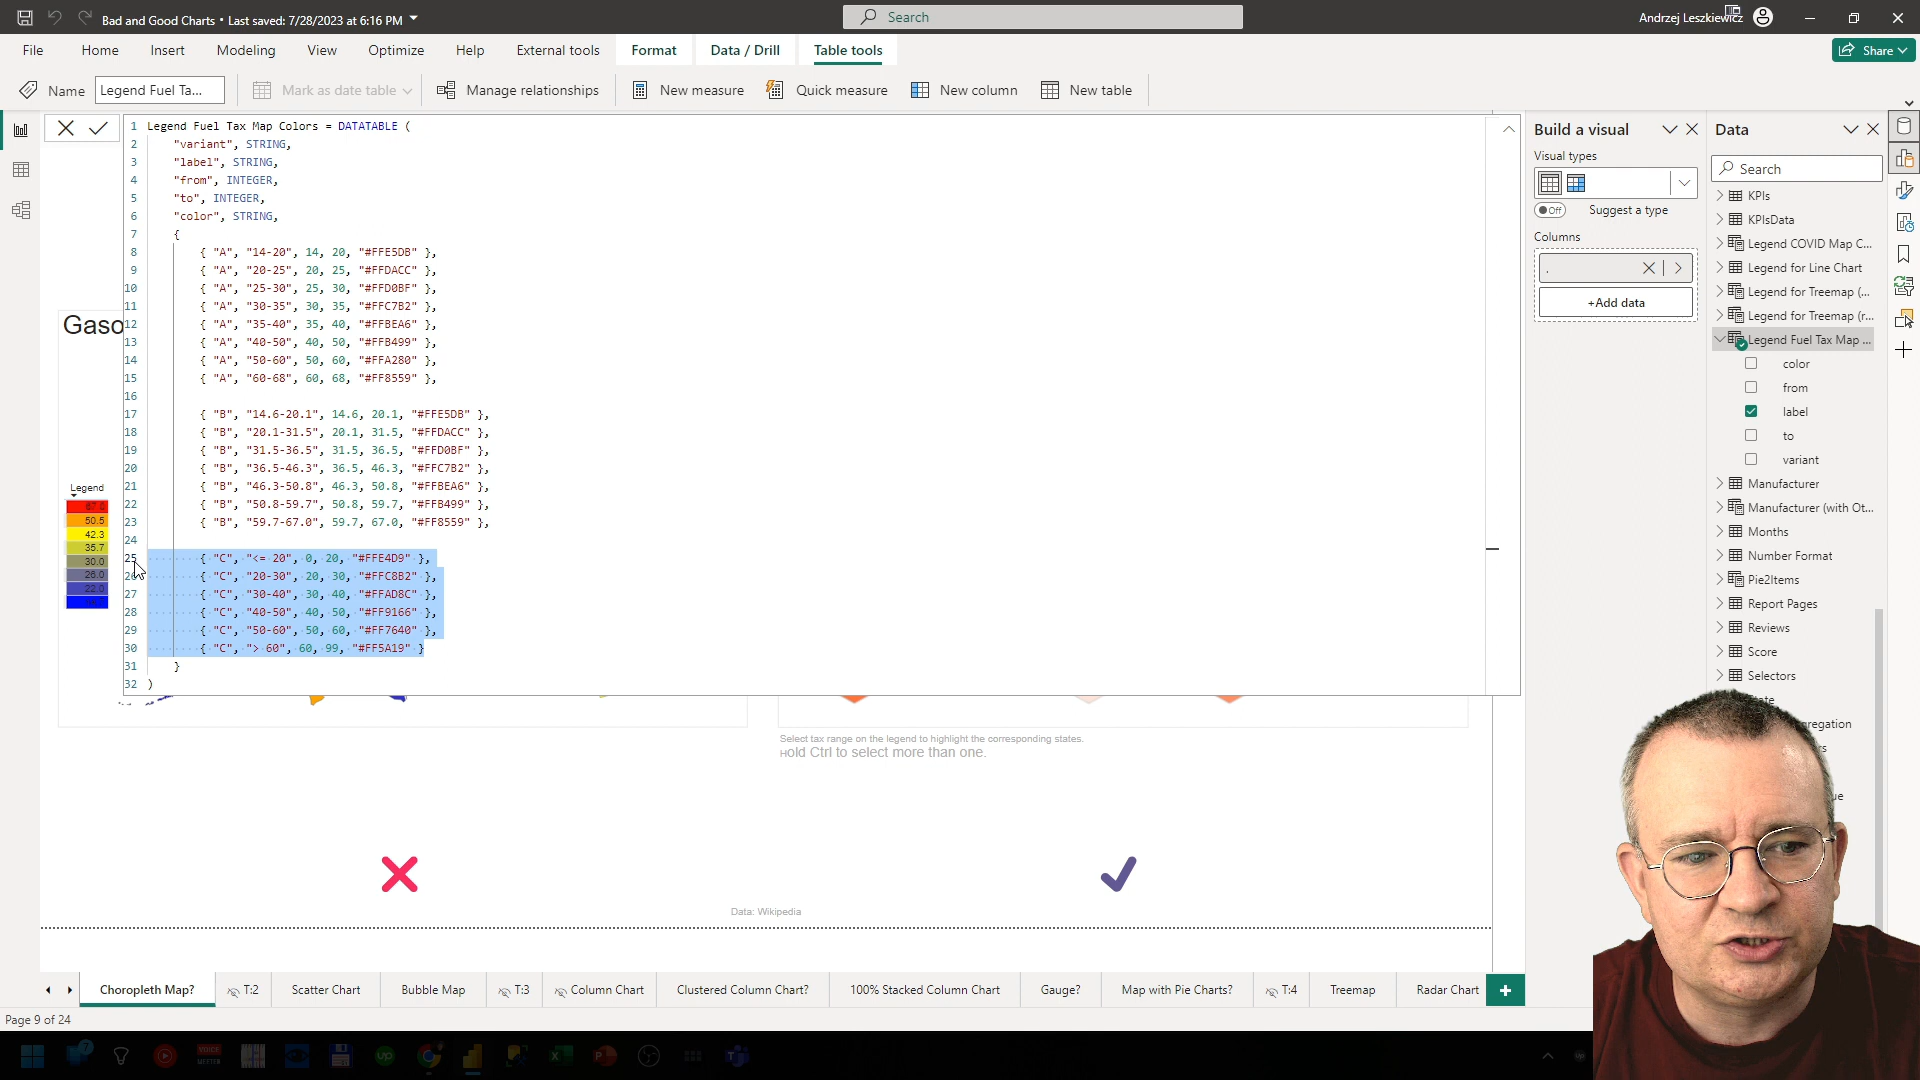 Bad and Good Charts • Last saved: 7/28/2023 at 6:16 PM
Search
Andrzej Leszkiewicz
File Home Insert Modeling View Optimize Help External tools Format Data / Drill Table tools
Share
Name Legend Fuel Ta...
Mark as date table
Manage relationships
New measure
Quick measure
New column
New table
1 Legend Fuel Tax Map Colors = DATATABLE (
2 "variant", STRING,
3 "label", STRING,
4 "from", INTEGER,
5 "to", INTEGER,
6 "color", STRING,
7 {
8 { "A", "14-20", 14, 20, "#FFE5DB" },
9 { "A", "20-25", 20, 25, "#FFDACC" },
10 { "A", "25-30", 25, 30, "#FFD0BF" },
11 { "A", "30-35", 30, 35, "#FFC7B2" },
12 { "A", "35-40", 35, 40, "#FFBEA6" },
13 { "A", "40-50", 40, 50, "#FFB499" },
14 { "A", "50-60", 50, 60, "#FFA280" },
15 { "A", "60-68", 60, 68, "#FF8559" },
16
17 { "B", "14.6-20.1", 14.6, 20.1, "#FFE5DB" },
18 { "B", "20.1-31.5", 20.1, 31.5, "#FFDACC" },
19 { "B", "31.5-36.5", 31.5, 36.5, "#FFD0BF" },
20 { "B", "36.5-46.3", 36.5, 46.3, "#FFC7B2" },
21 { "B", "46.3-50.8", 46.3, 50.8, "#FFBEA6" },
22 { "B", "50.8-59.7", 50.8, 59.7, "#FFB499" },
23 { "B", "59.7-67.0", 59.7, 67.0, "#FF8559" },
24
25 { "C", "<= 20", 0, 20, "#FFE4D9" },
26 { "C", "20-30", 20, 30, "#FFC8B2" },
27 { "C", "30-40", 30, 40, "#FFAD8C" },
28 { "C", "40-50", 40, 50, "#FF9166" },
29 { "C", "50-60", 50, 60, "#FF7640" },
30 { "C", "> 60", 60, 99, "#FF5A19" }
31 }
32 )
Gaso
Legend
50.5
42.3
35.7
30.0
26.0
22.0
Select tax range on the legend to highlight the corresponding states.
Hold Ctrl to select more than one.
Data: Wikipedia
Build a visual
Visual types
Off Suggest a type
Columns
.
+Add data
Data
Search
KPIs
KPIsData
Legend COVID Map C...
Legend for Line Chart
Legend for Treemap (...
Legend for Treemap (r...
Legend Fuel Tax Map ...
color
from
label
to
variant
Manufacturer
Manufacturer (with Ot...
Months
Number Format
Pie2Items
Report Pages
Reviews
Score
Selectors
Choropleth Map? T:2 Scatter Chart Bubble Map T:3 Column Chart Clustered Column Chart? 100% Stacked Column Chart Gauge? Map with Pie Charts? T:4 Treemap Radar Chart +
Page 9 of 24
7
VOICE
up